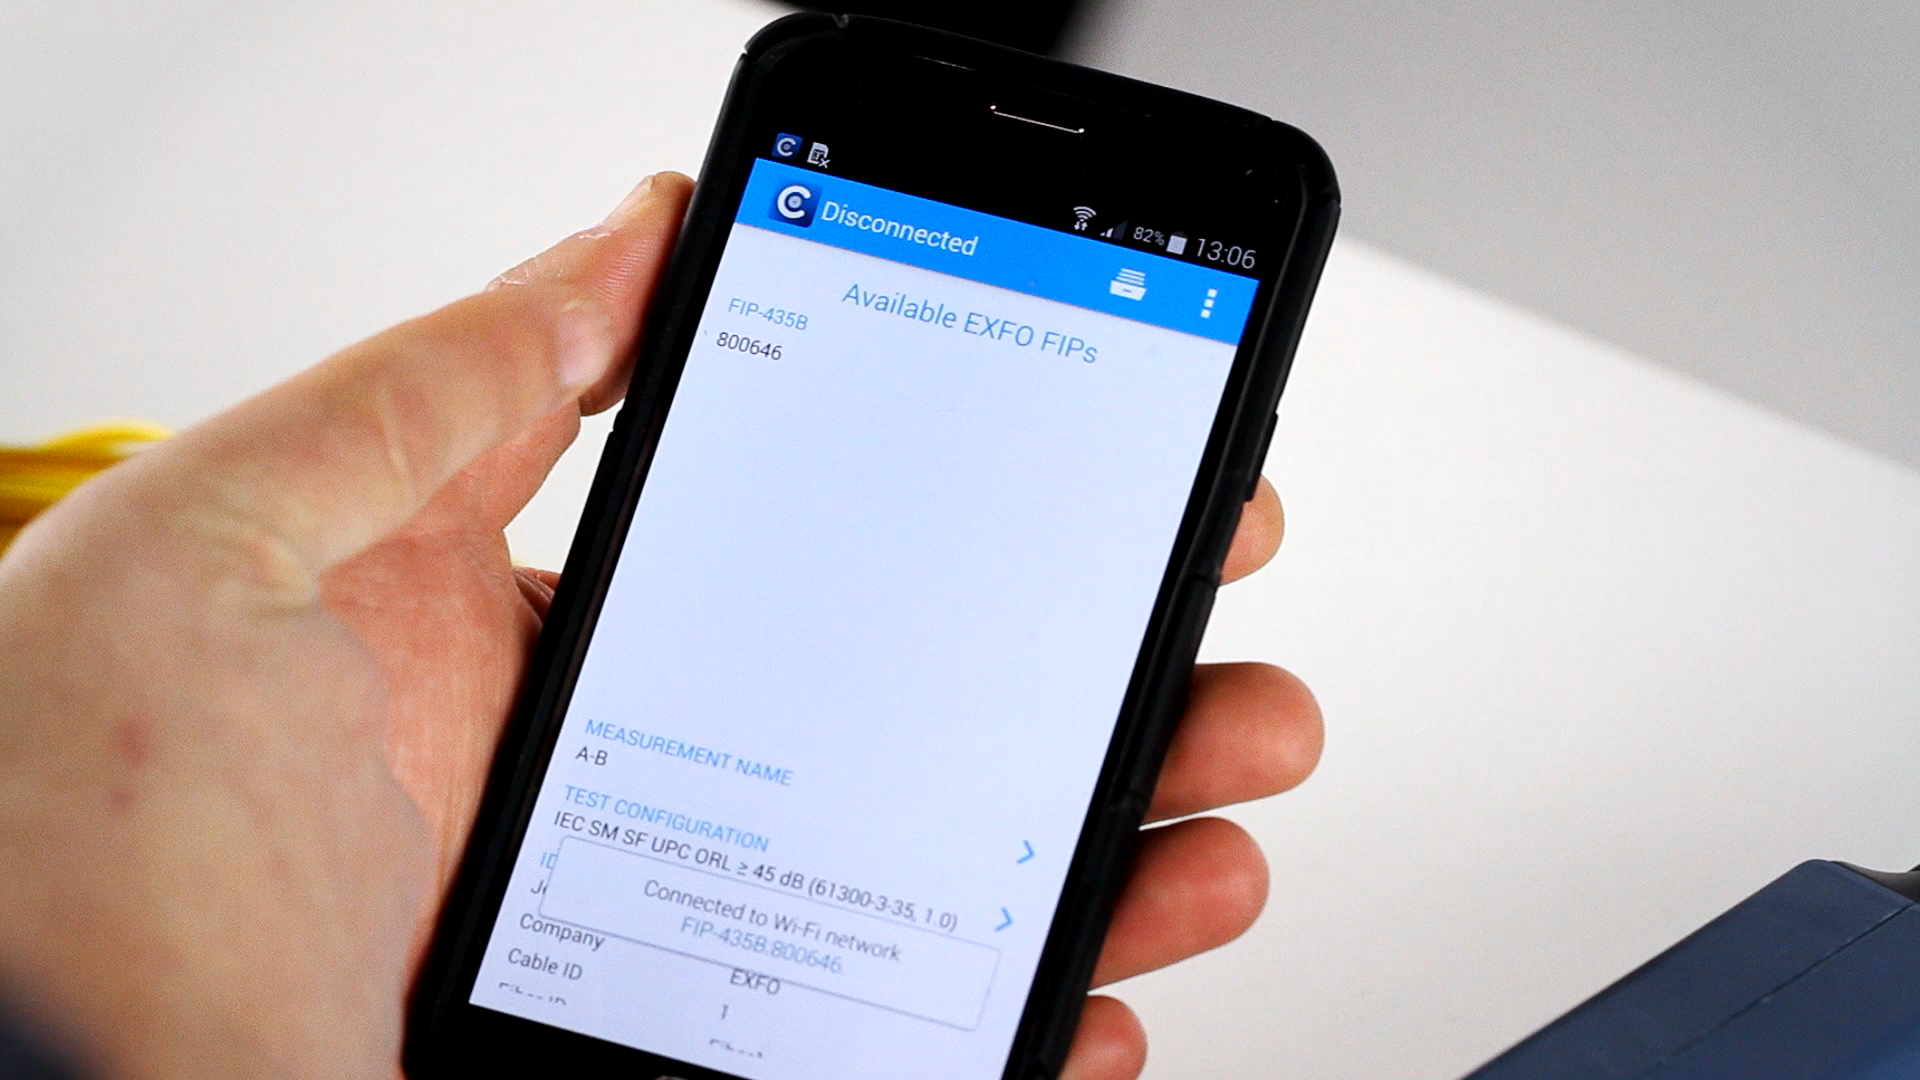 82% 13:06
Disconnected
Available EXFO FIPs
FIP-435B
800646
MEASUREMENT NAME
A-B
TEST CONFIGURATION
IEC SM SF UPC ORL ≥ 45 dB (61300-3-35, 1.0)
Connected to Wi-Fi network
FIP-435B:800646.
Company
EXFO
Cable ID
1